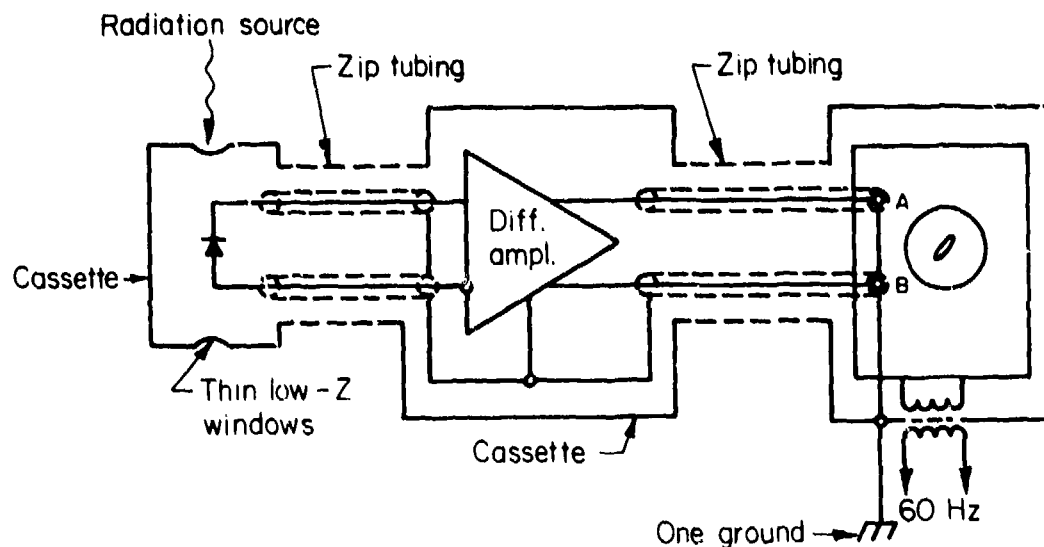 Radiation source
Zip tubing
Zip tubing
A
Diff.
ampl.
Cassette
B
Thin low-Z
windows
Cassette
60 Hz
One ground